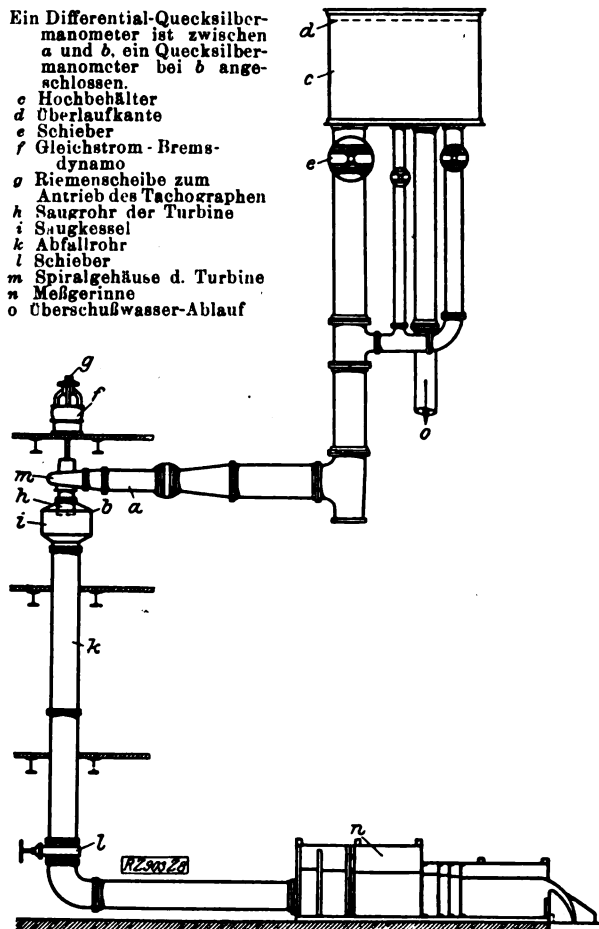 Ein Differential-Quecksilber-
manometer ist zwischen
a und b, ein Quecksilber-
manometer bei b ange-
schlossen.
c Hochbehälter
d Überlaufkante
e Schieber
f Gleichstrom-Brems-
dynamo
g Riemenscheibe zum
Antrieb des Tachographen
h Saugrohr der Turbine
i Saugkessel
k Abfallrohr
l Schieber
m Spiralgehäuse d. Turbine
n Meßgerinne
o Überschußwasser-Ablauf
d
c
e
o
g
f
m
a
h
b
i
k
l
n
RZ903Z8